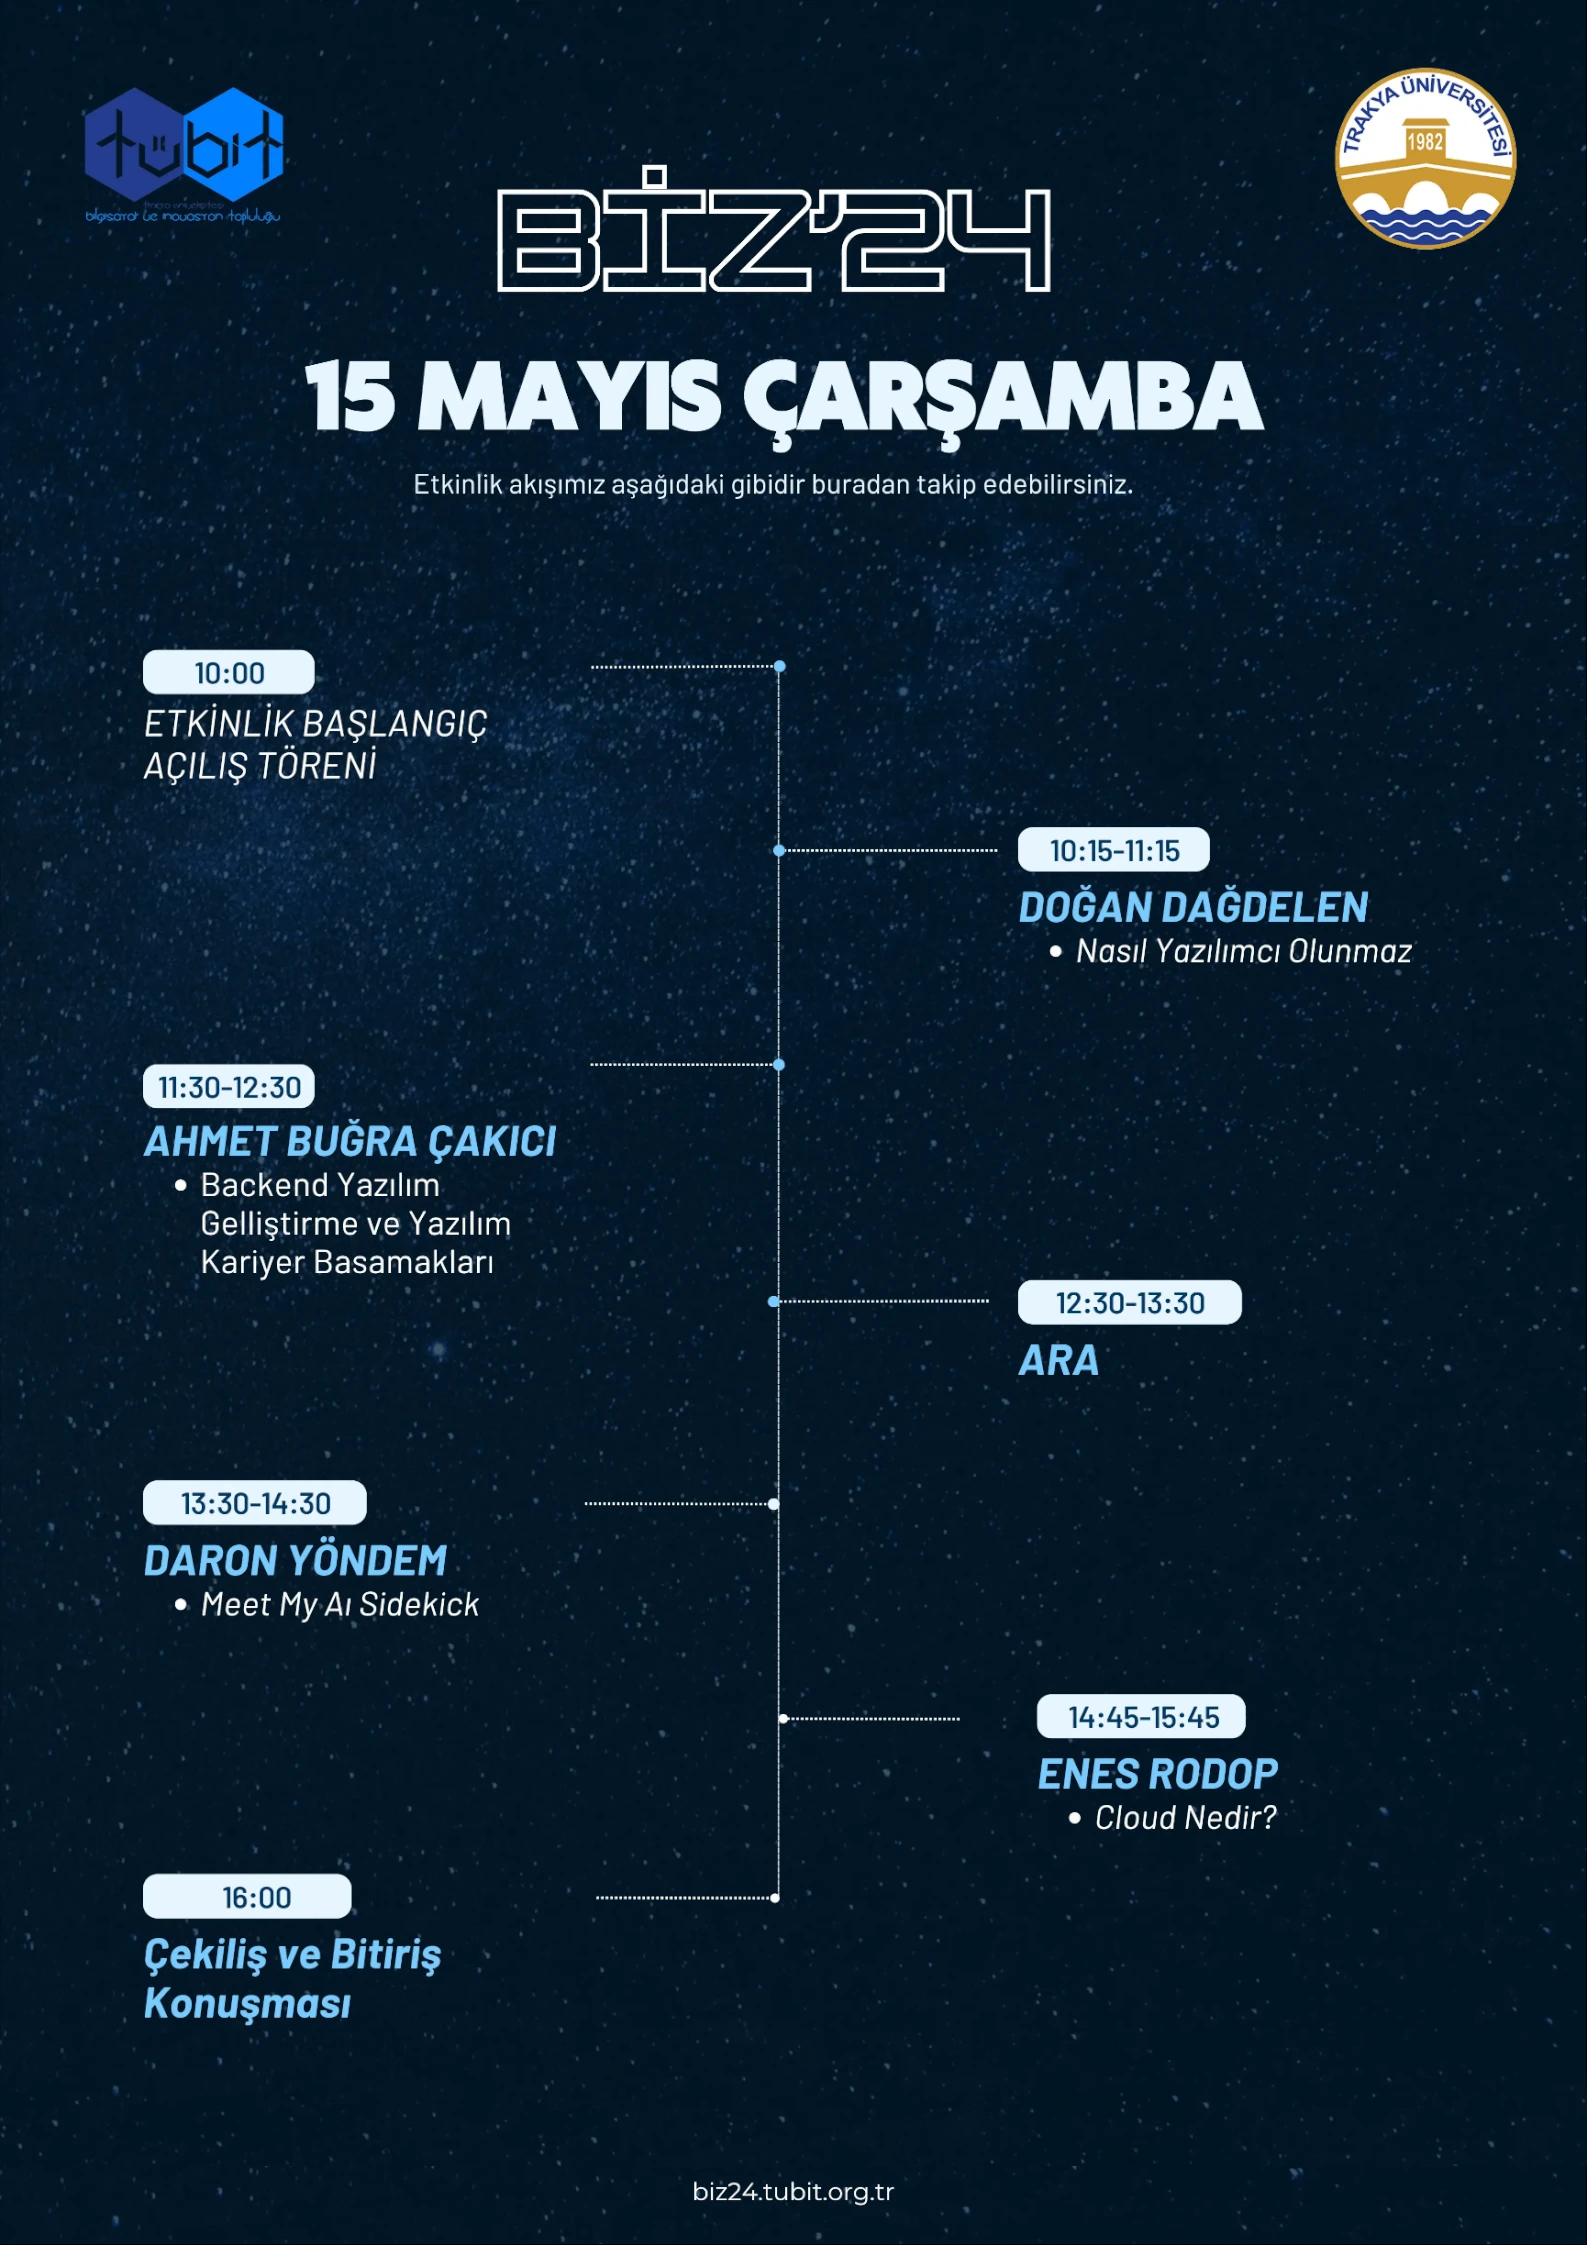 tübit
bilgisayar ve inovasyon topluluğu
TRAKYA ÜNİVERSİTESİ
1982
BİZ'24
15 MAYIS ÇARŞAMBA
Etkinlik akışımız aşağıdaki gibidir buradan takip edebilirsiniz.
10:00
ETKİNLİK BAŞLANGIÇ
AÇILIŞ TÖRENİ
10:15-11:15
DOĞAN DAĞDELEN
• Nasıl Yazılımcı Olunmaz
11:30-12:30
AHMET BUĞRA ÇAKICI
• Backend Yazılım
Gelliştirme ve Yazılım
Kariyer Basamakları
12:30-13:30
ARA
13:30-14:30
DARON YÖNDEM
• Meet My Aı Sidekick
14:45-15:45
ENES RODOP
• Cloud Nedir?
16:00
Çekiliş ve Bitiriş
Konuşması
biz24.tubit.org.tr